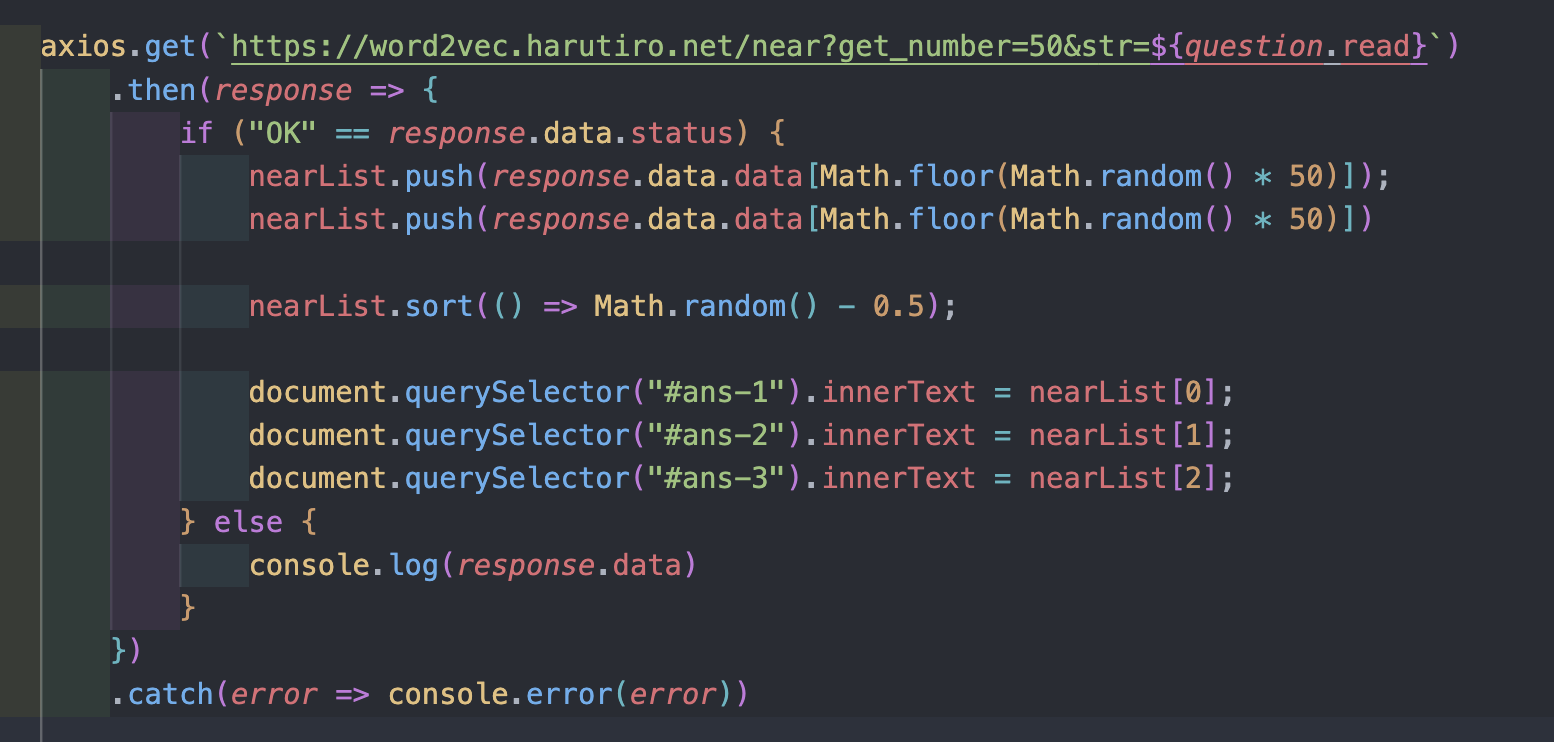 axios.get(`https://word2vec.harutiro.net/near?get_number=50&str=${question.read}`)
.then(response => {
if ("OK" == response.data.status) {
nearList.push(response.data.data[Math.floor(Math.random() * 50)]);
nearList.push(response.data.data[Math.floor(Math.random() * 50)])
nearList.sort(() => Math.random() - 0.5);
document.querySelector("#ans-1").innerText = nearList[0];
document.querySelector("#ans-2").innerText = nearList[1];
document.querySelector("#ans-3").innerText = nearList[2];
} else {
console.log(response.data)
}
})
.catch(error => console.error(error))